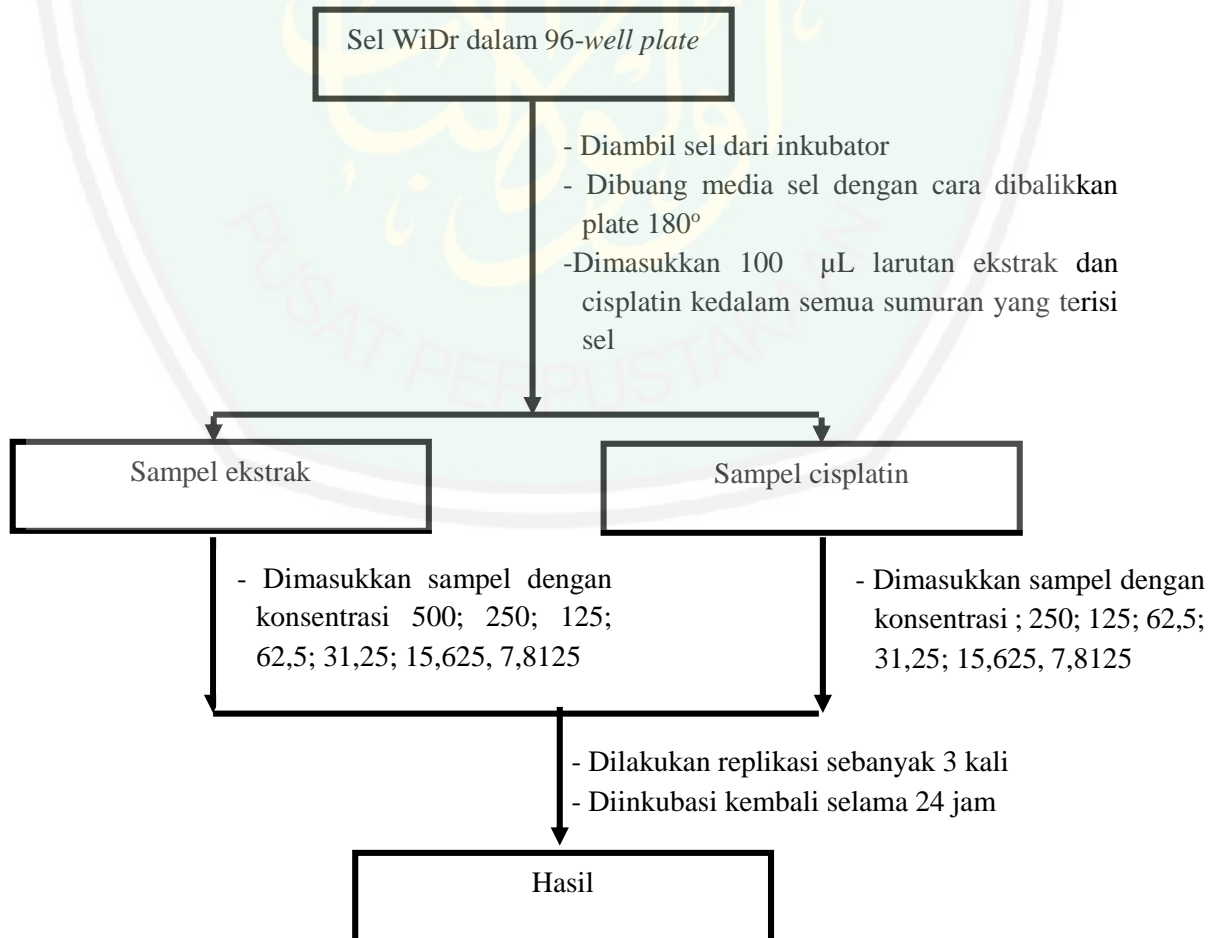 Sel WiDr dalam 96-well plate
- Diambil sel dari inkubator
- Dibuang media sel dengan cara dibalikkan
plate 180°
-Dimasukkan 100 µL larutan ekstrak dan
cisplatin kedalam semua sumuran yang terisi
sel
Sampel ekstrak
Sampel cisplatin
- Dimasukkan sampel dengan
konsentrasi 500; 250; 125;
62,5; 31,25; 15,625, 7,8125
- Dimasukkan sampel dengan
konsentrasi ; 250; 125; 62,5;
31,25; 15,625, 7,8125
- Dilakukan replikasi sebanyak 3 kali
- Diinkubasi kembali selama 24 jam
Hasil
PUSAT PERPUSTAKAAN